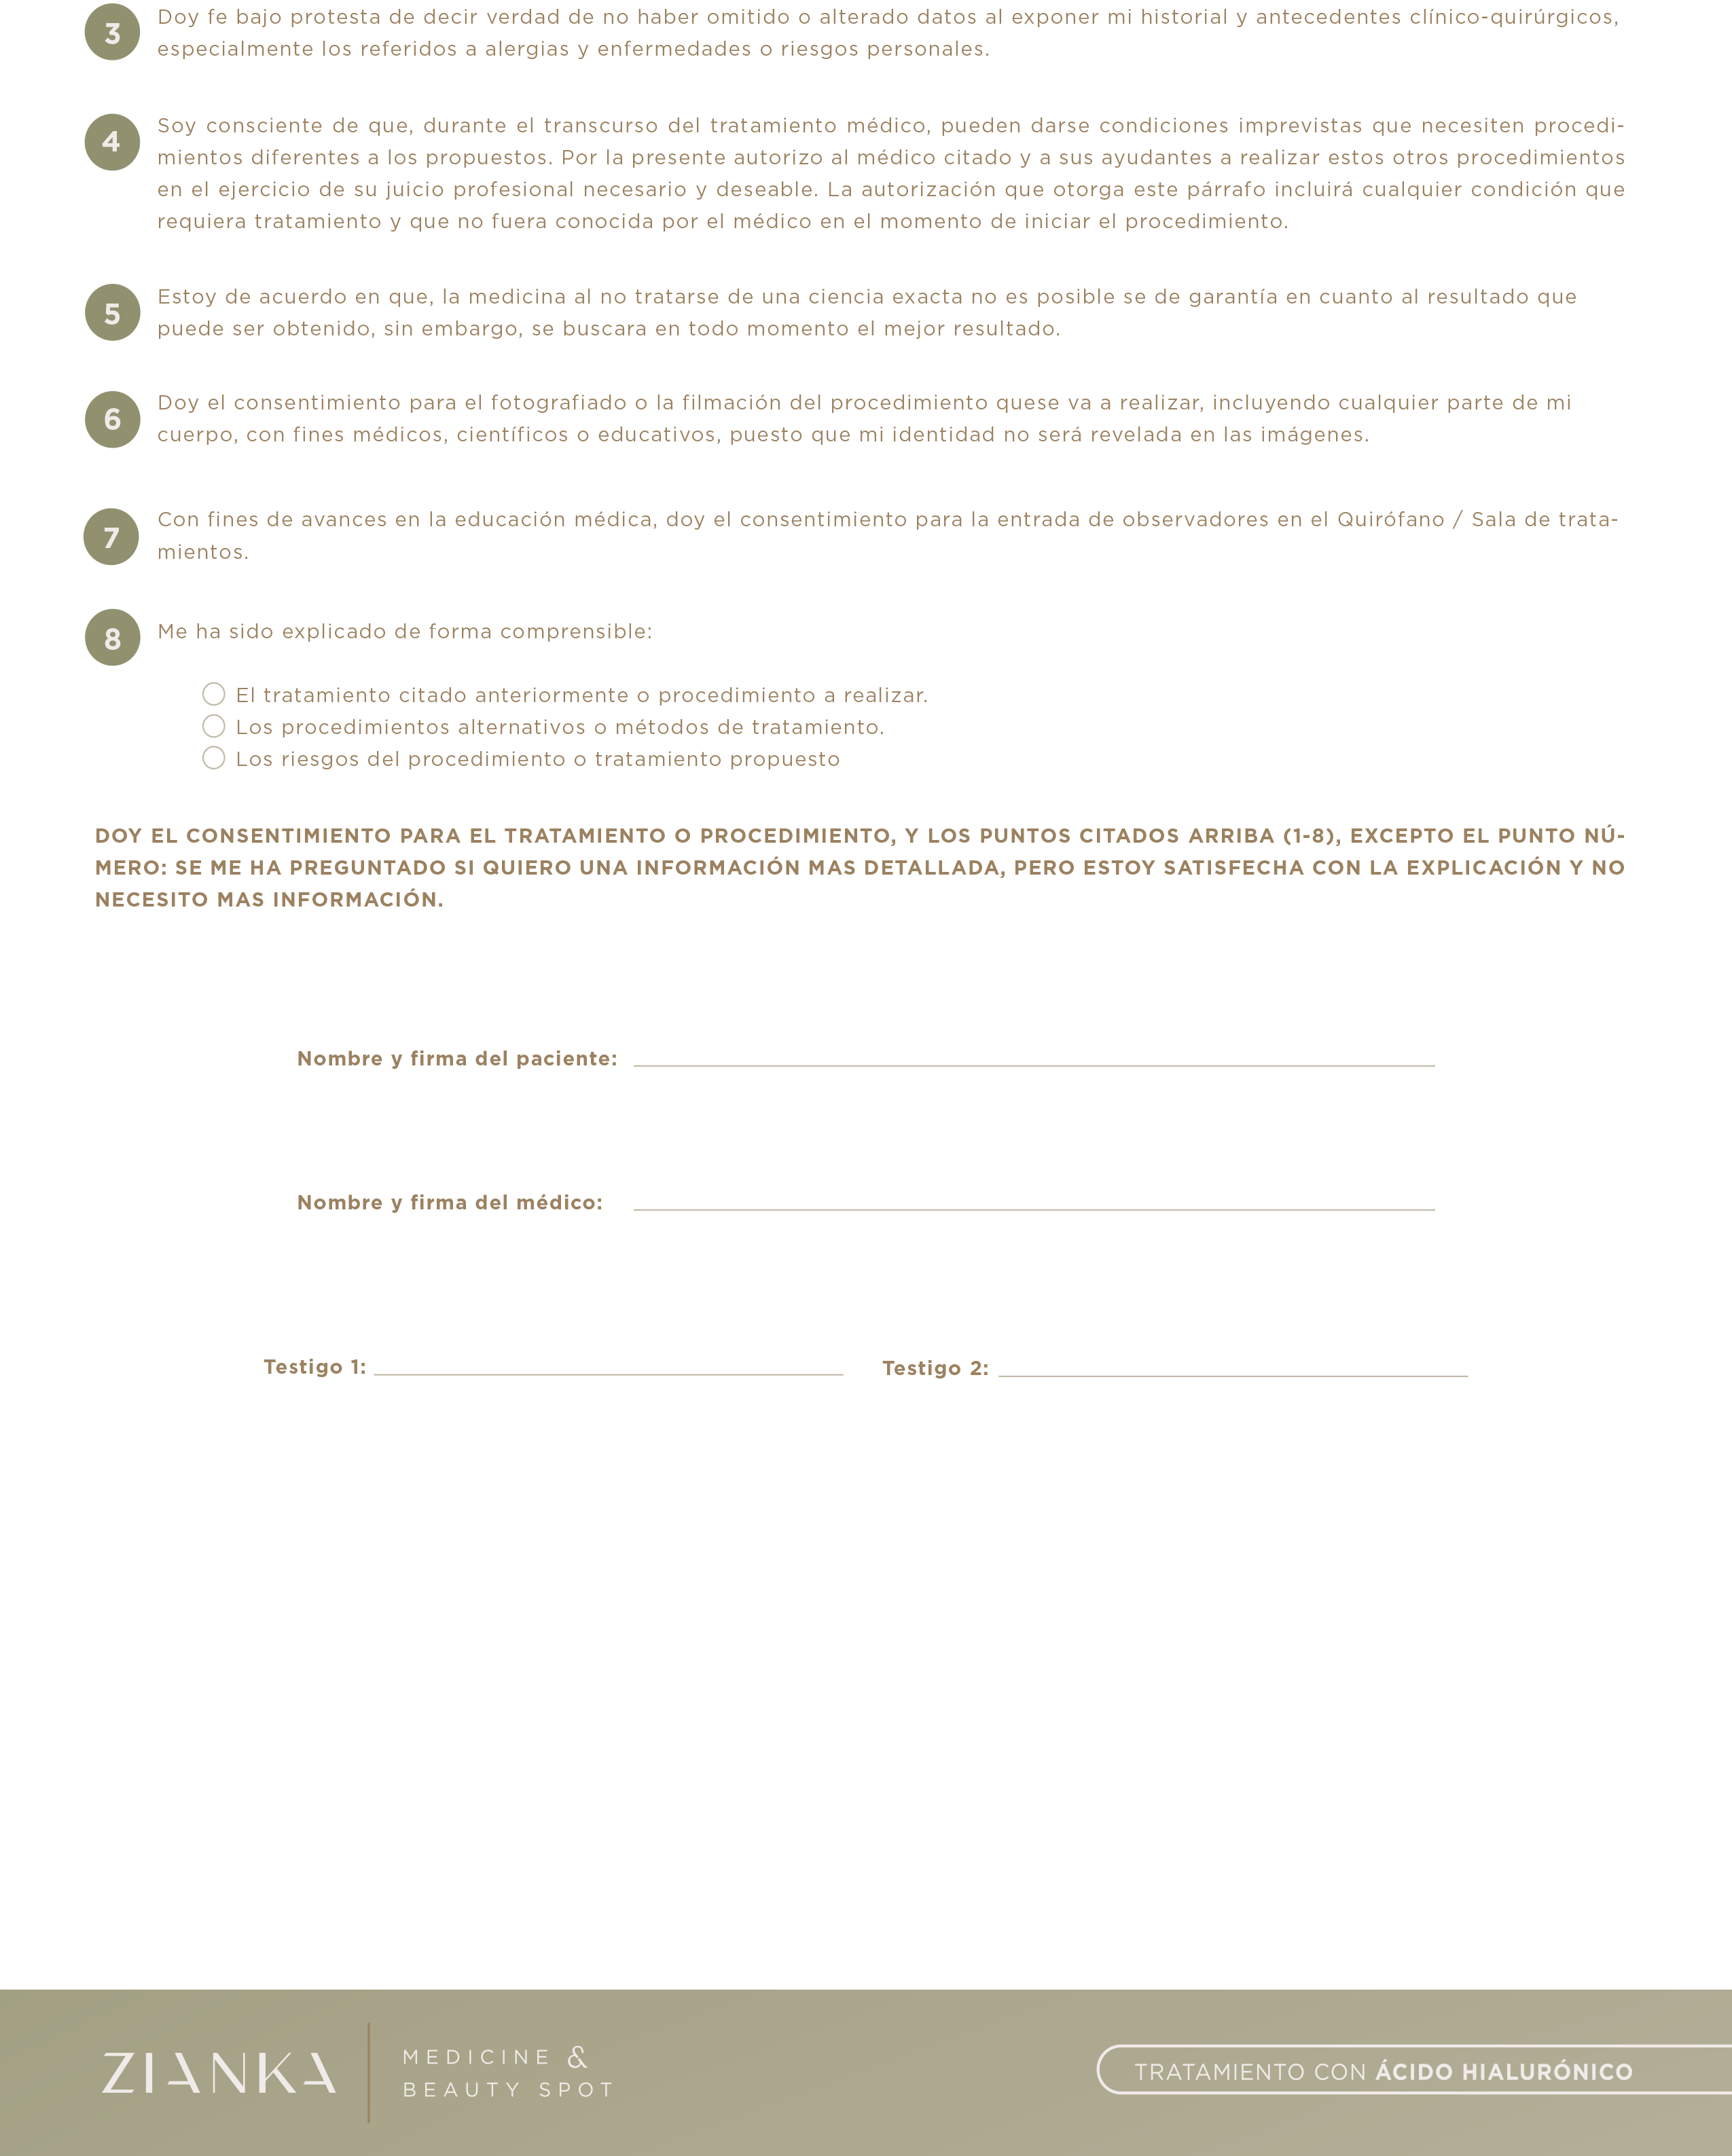 3 Doy fe bajo protesta de decir verdad de no haber omitido o alterado datos al exponer mi historial y antecedentes clínico-quirúrgicos,
especialmente los referidos a alergias y enfermedades o riesgos personales.
4 Soy consciente de que, durante el transcurso del tratamiento médico, pueden darse condiciones imprevistas que necesiten procedi-
mientos diferentes a los propuestos. Por la presente autorizo al médico citado y a sus ayudantes a realizar estos otros procedimientos
en el ejercicio de su juicio profesional necesario y deseable. La autorización que otorga este párrafo incluirá cualquier condición que
requiera tratamiento y que no fuera conocida por el médico en el momento de iniciar el procedimiento.
5 Estoy de acuerdo en que, la medicina al no tratarse de una ciencia exacta no es posible se de garantía en cuanto al resultado que
puede ser obtenido, sin embargo, se buscara en todo momento el mejor resultado.
6 Doy el consentimiento para el fotografiado o la filmación del procedimiento quese va a realizar, incluyendo cualquier parte de mi
cuerpo, con fines médicos, científicos o educativos, puesto que mi identidad no será revelada en las imágenes.
7 Con fines de avances en la educación médica, doy el consentimiento para la entrada de observadores en el Quirófano / Sala de trata-
mientos.
8 Me ha sido explicado de forma comprensible:
El tratamiento citado anteriormente o procedimiento a realizar.
Los procedimientos alternativos o métodos de tratamiento.
Los riesgos del procedimiento o tratamiento propuesto
DOY EL CONSENTIMIENTO PARA EL TRATAMIENTO O PROCEDIMIENTO, Y LOS PUNTOS CITADOS ARRIBA (1-8), EXCEPTO EL PUNTO NÚ-
MERO: SE ME HA PREGUNTADO SI QUIERO UNA INFORMACIÓN MAS DETALLADA, PERO ESTOY SATISFECHA CON LA EXPLICACIÓN Y NO
NECESITO MAS INFORMACIÓN.
Nombre y firma del paciente:
Nombre y firma del médico:
Testigo 1: Testigo 2:
ZIANKA
MEDICINE &
BEAUTY SPOT
TRATAMIENTO CON ÁCIDO HIALURÓNICO